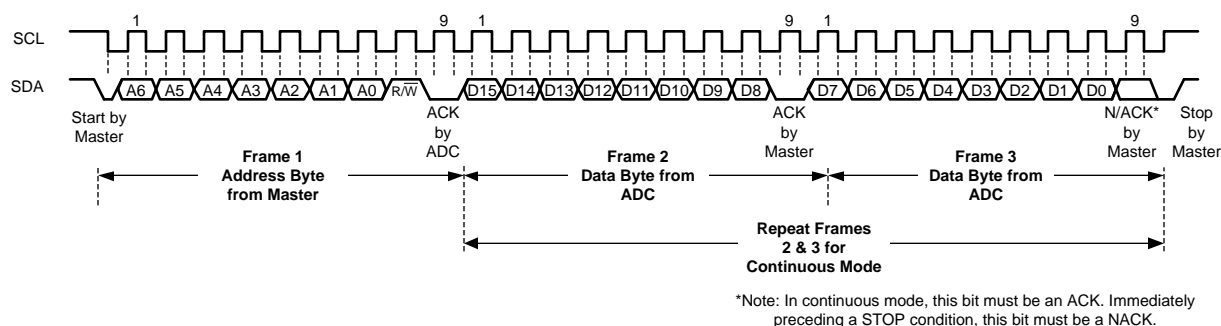 1 9 1 9 1 9
SCL
SDA A6 A5 A4 A3 A2 A1 A0 R/W D15 D14 D13 D12 D11 D10 D9 D8 D7 D6 D5 D4 D3 D2 D1 D0
Start by
Master
ACK
by
ADC
ACK
by
Master
N/ACK*
by
Master
Stop
by
Master
Frame 1
Address Byte
from Master
Frame 2
Data Byte from
ADC
Frame 3
Data Byte from
ADC
Repeat Frames
2 & 3 for
Continuous Mode
*Note: In continuous mode, this bit must be an ACK. Immediately
preceding a STOP condition, this bit must be a NACK.